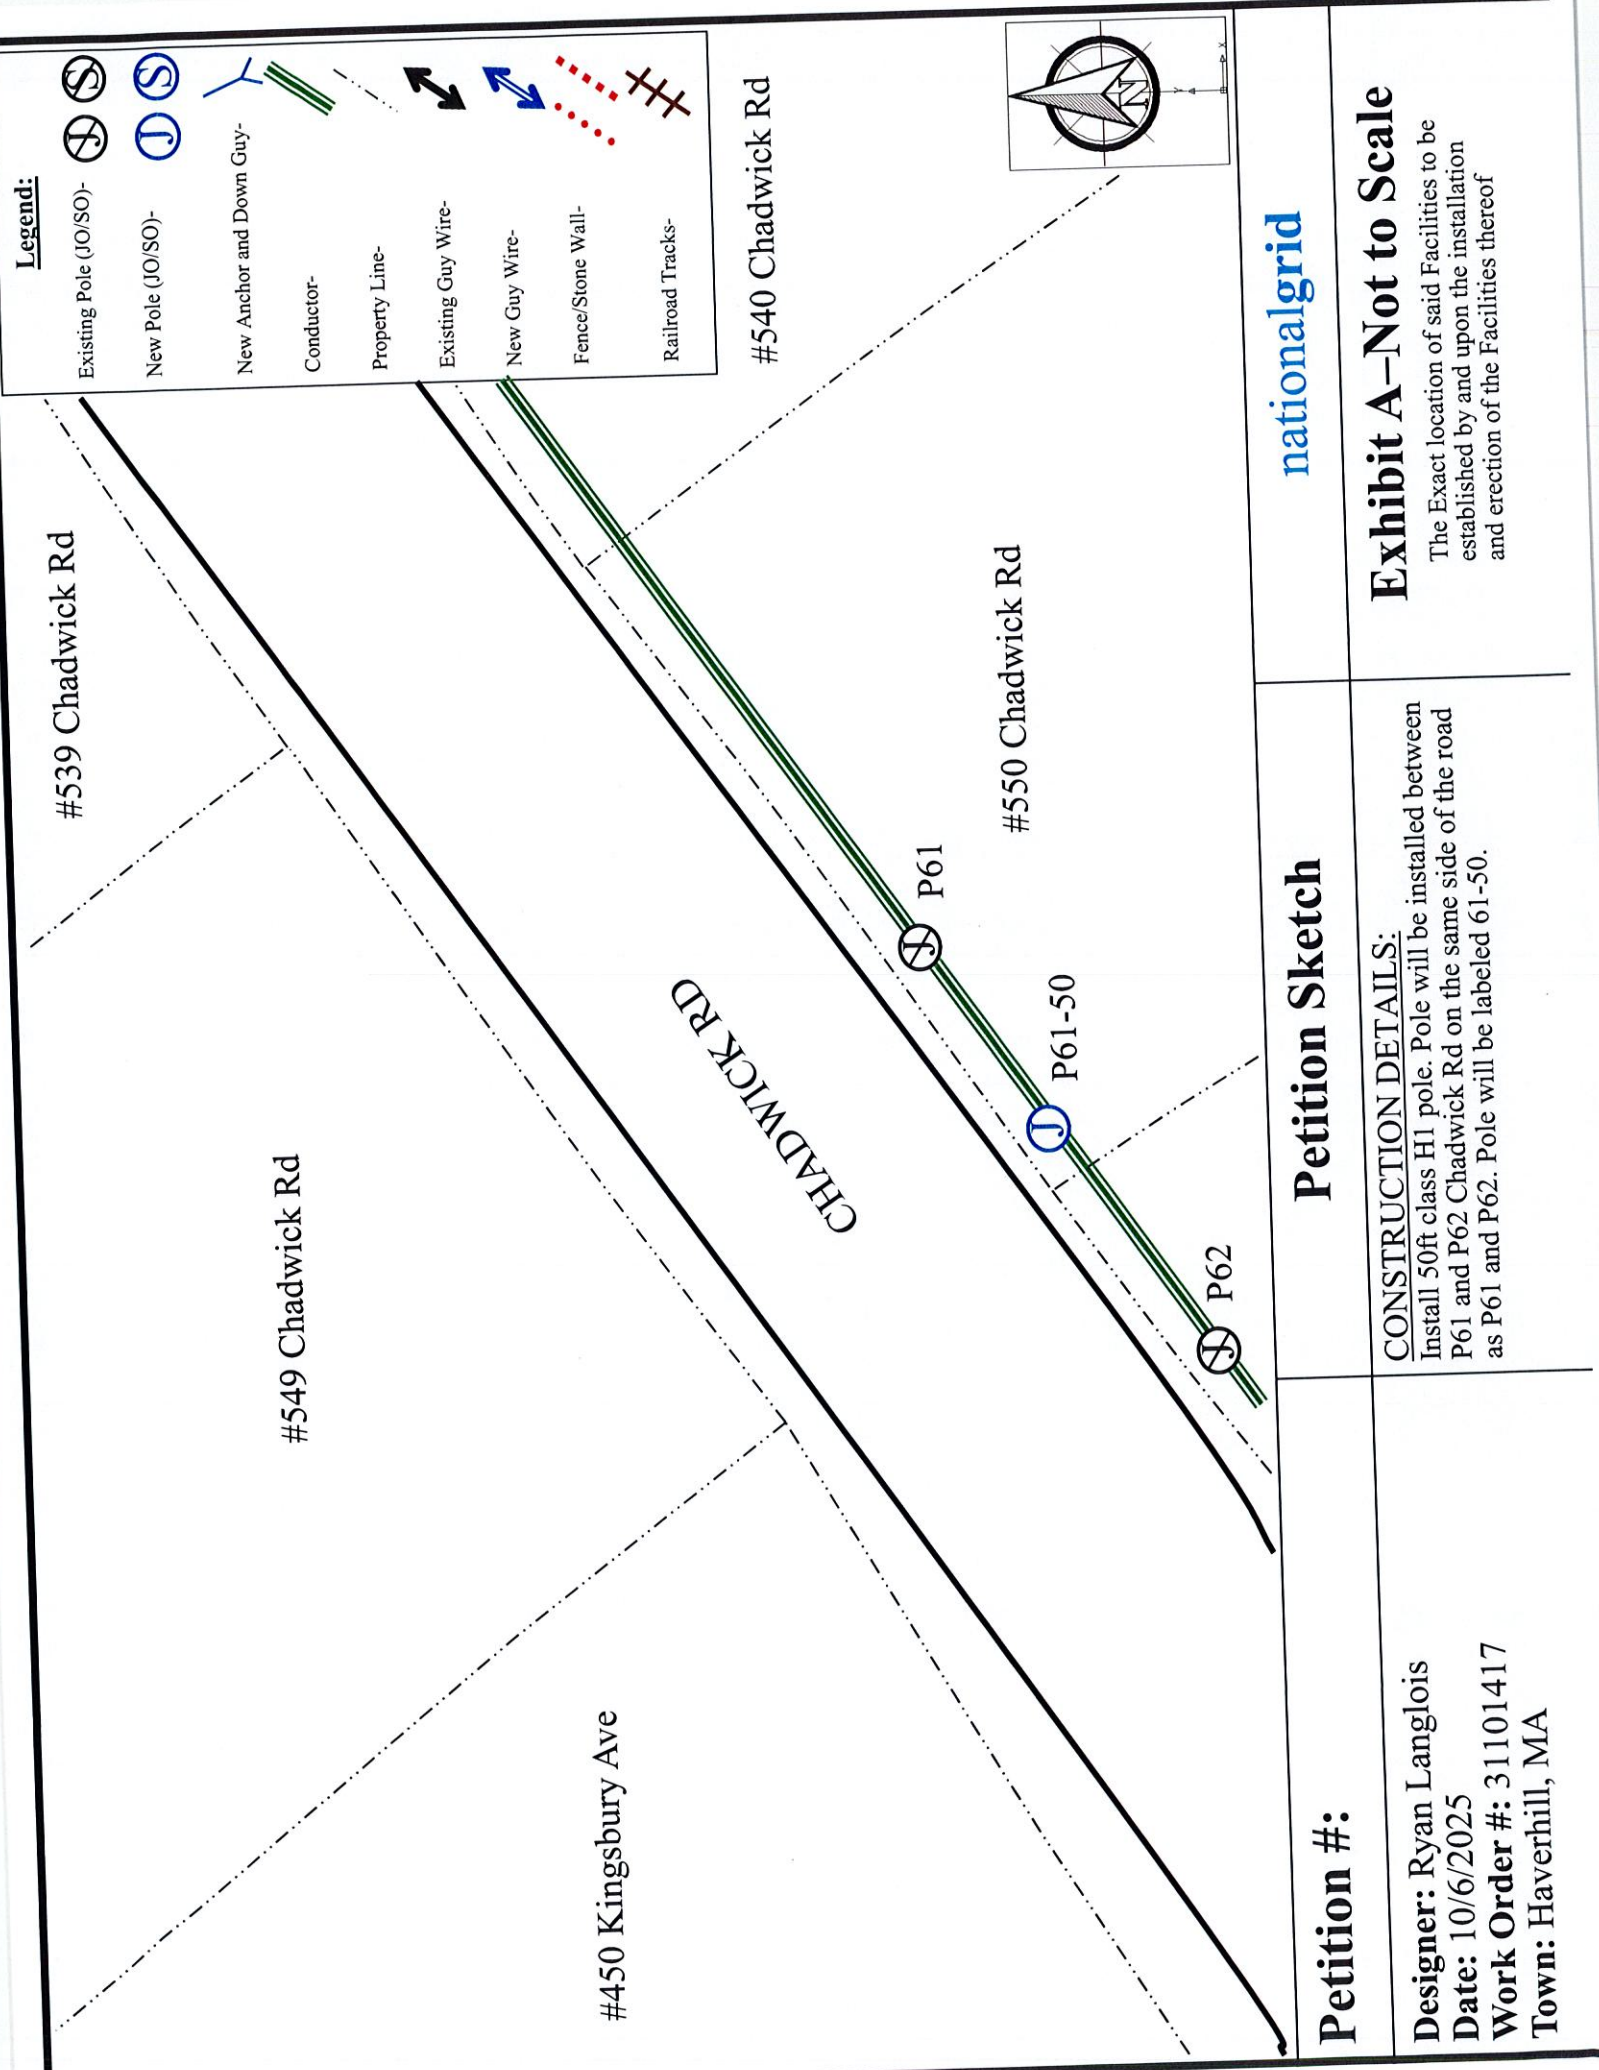 Legend:
Existing Pole (JO/SO)- J S
New Pole (JO/SO)- J S
New Anchor and Down Guy-
Conductor-
Property Line-
Existing Guy Wire-
New Guy Wire-
Fence/Stone Wall-
Railroad Tracks-
#539 Chadwick Rd
#540 Chadwick Rd
#549 Chadwick Rd
#550 Chadwick Rd
#450 Kingsbury Ave
CHADWICK RD
J
P61
J
P61-50
J
P62
N
Y
X
Petition #:
Designer: Ryan Langlois
Date: 10/6/2025
Work Order #: 31101417
Town: Haverhill, MA
Petition Sketch
CONSTRUCTION DETAILS:
Install 50ft class H1 pole. Pole will be installed between
P61 and P62 Chadwick Rd on the same side of the road
as P61 and P62. Pole will be labeled 61-50.
nationalgrid
Exhibit A–Not to Scale
The Exact location of said Facilities to be
established by and upon the installation
and erection of the Facilities thereof